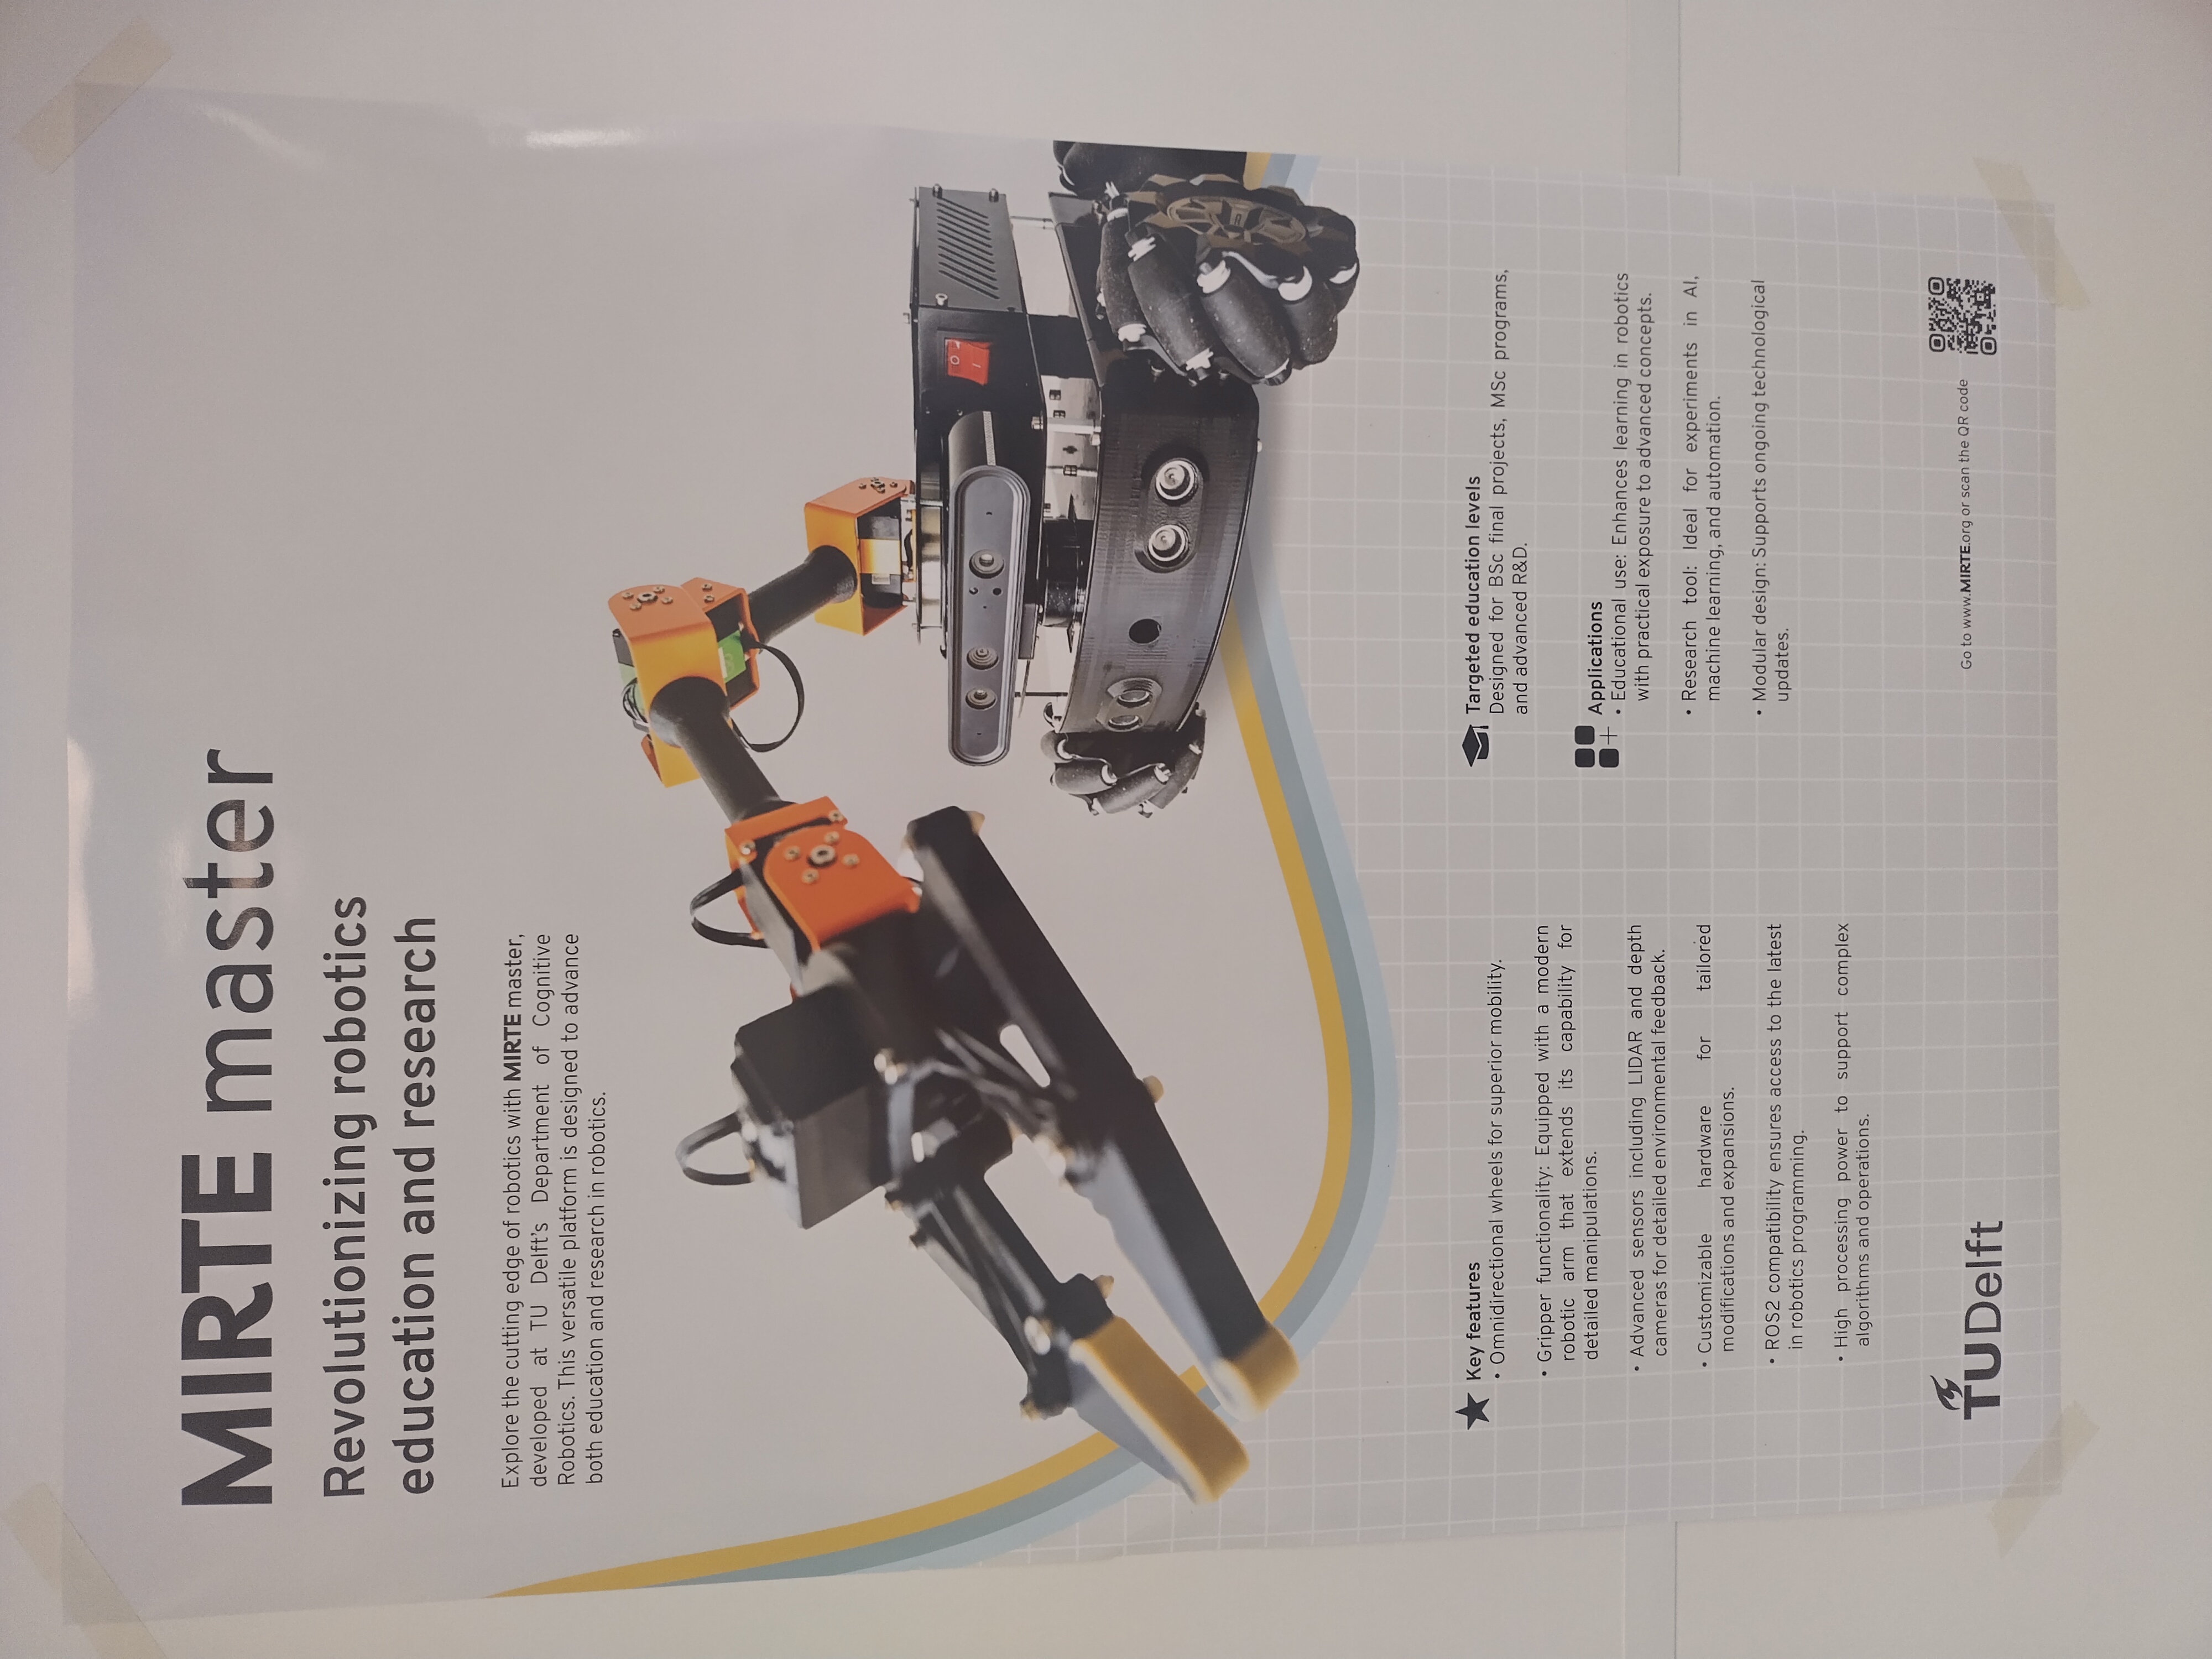 MIRTE master
Revolutionizing robotics
education and research
Explore the cutting edge of robotics with MIRTE master,
developed at TU Delft's Department of Cognitive
Robotics. This versatile platform is designed to advance
both education and research in robotics.
Key features
• Omnidirectional wheels for superior mobility.
• Gripper functionality: Equipped with a modern
robotic arm that extends its capability for
detailed manipulations.
• Advanced sensors including LIDAR and depth
cameras for detailed environmental feedback.
• Customizable hardware for tailored
modifications and expansions.
• ROS2 compatibility ensures access to the latest
in robotics programming.
• High processing power to support complex
algorithms and operations.
Targeted education levels
Designed for BSc final projects, MSc programs,
and advanced R&D.
Applications
• Educational use: Enhances learning in robotics
with practical exposure to advanced concepts.
• Research tool: Ideal for experiments in AI,
machine learning, and automation.
• Modular design: Supports ongoing technological
updates.
TU Delft
Go to www.MIRTE.org or scan the QR code